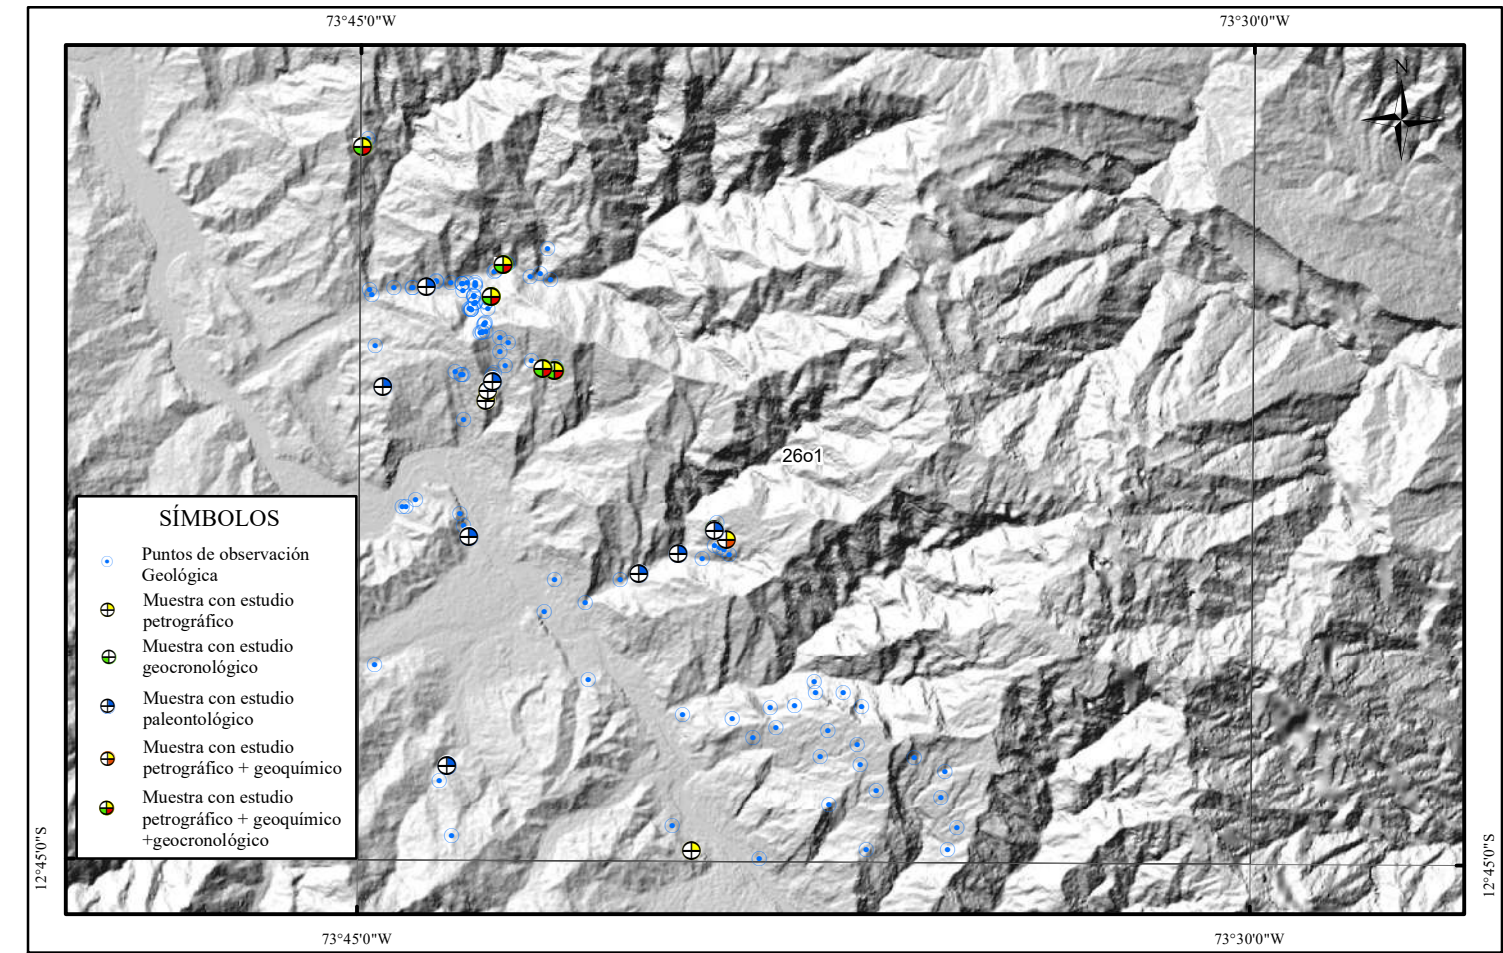 73°45'0"W
73°30'0"W
N
26o1
SÍMBOLOS
Puntos de observación
Geológica
Muestra con estudio
petrográfico
Muestra con estudio
geocronológico
Muestra con estudio
paleontológico
Muestra con estudio
petrográfico + geoquímico
Muestra con estudio
petrográfico + geoquímico
+geocronológico
12°45'0"S
12°45'0"S
73°45'0"W
73°30'0"W